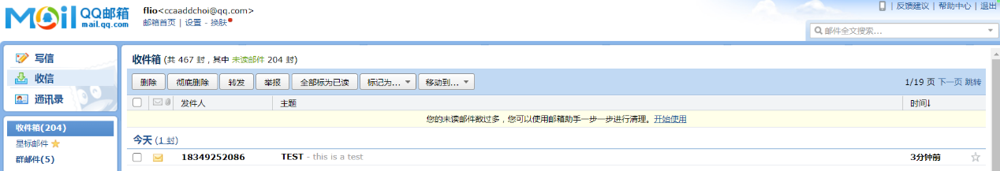 Mail QQ邮箱 mail.qq.com
flio<ccaaddchoi@qq.com>
邮箱首页 | 设置 - 换肤
| 反馈建议 | 帮助中心 | 退出
邮件全文搜索...
写信
收信
通讯录
收件箱(204)
星标邮件
群邮件(5)
收件箱 (共 467 封，其中 未读邮件 204 封)
删除 彻底删除 转发 举报 全部标为已读 标记为... 移动到... 1/19 页 下一页 跳转
发件人 主题 时间↓
您的未读邮件数过多，您可以使用邮箱助手一步一步进行清理。开始使用
今天 (1 封)
18349252086 TEST - this is a test 3分钟前